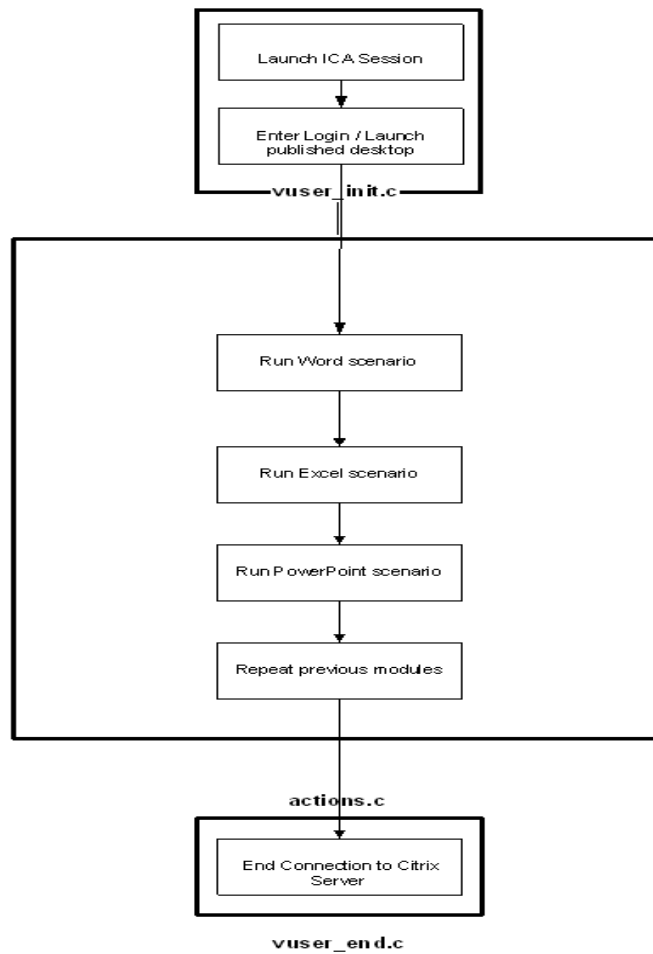 Launch ICA Session
Enter Login / Launch
published desktop
vuser_init.c
Run Word scenario
Run Excel scenario
Run PowerPoint scenario
Repeat previous modules
actions.c
End Connection to Citrix
Server
vuser_end.c